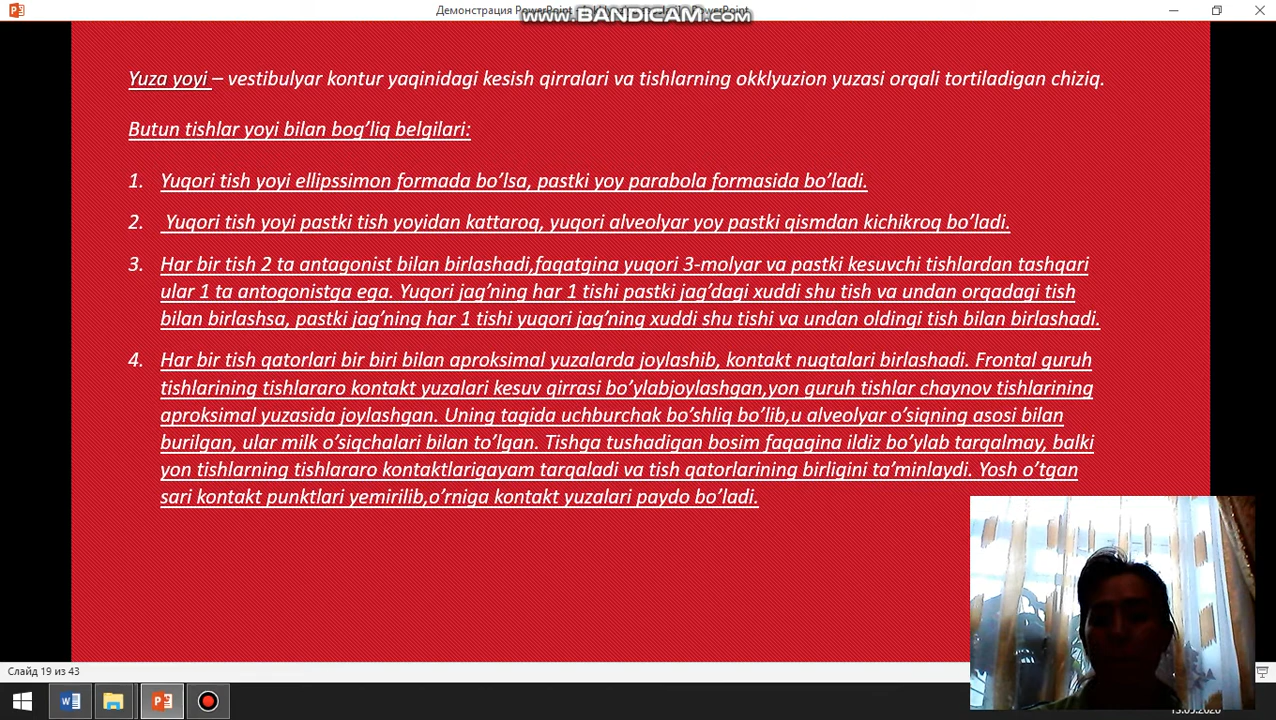 Демонстрация PowerPoint
www.BANDICAM.com
Yuza yoyi – vestibulyar kontur yaqinidagi kesish qirralari va tishlarning okklyuzion yuzasi orqali tortiladigan chiziq.
Butun tishlar yoyi bilan bog’liq belgilari:
1. Yuqori tish yoyi ellipssimon formada bo’lsa, pastki yoy parabola formasida bo’ladi.
2. Yuqori tish yoyi pastki tish yoyidan kattaroq, yuqori alveolyar yoy pastki qismdan kichikroq bo’ladi.
3. Har bir tish 2 ta antagonist bilan birlashadi,faqatgina yuqori 3-molyar va pastki kesuvchi tishlardan tashqari
ular 1 ta antogonistga ega. Yuqori jag’ning har 1 tishi pastki jag’dagi xuddi shu tish va undan orqadagi tish
bilan birlashsa, pastki jag’ning har 1 tishi yuqori jag’ning xuddi shu tishi va undan oldingi tish bilan birlashadi.
4. Har bir tish qatorlari bir biri bilan aproksimal yuzalarda joylashib, kontakt nuqtalari birlashadi. Frontal guruh
tishlarining tishlararo kontakt yuzalari kesuv qirrasi bo’ylabjoylashgan,yon guruh tishlar chaynov tishlarining
aproksimal yuzasida joylashgan. Uning tagida uchburchak bo’shliq bo’lib,u alveolyar o’siqning asosi bilan
burilgan, ular milk o’siqchalari bilan to’lgan. Tishga tushadigan bosim faqagina ildiz bo’ylab tarqalmay, balki
yon tishlarning tishlararo kontaktlarigayam tarqaladi va tish qatorlarining birligini ta’minlaydi. Yosh o’tgan
sari kontakt punktlari yemirilib,o’rniga kontakt yuzalari paydo bo’ladi.
Слайд 19 из 43